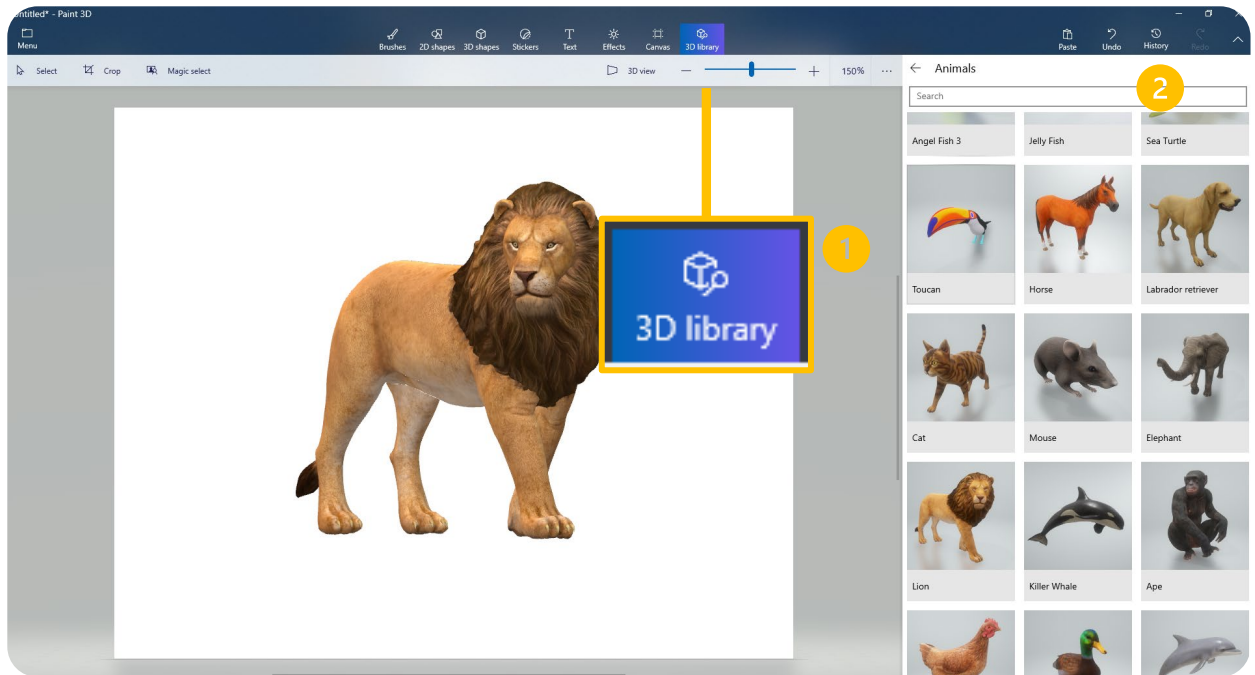 Untitled* - Paint 3D
Menu
Brushes 2D shapes 3D shapes Stickers Text Effects Canvas 3D library
Paste Undo History Redo
Select Crop Magic select
3D view 150% ...
Animals
Search
2
Angel Fish 3 Jelly Fish Sea Turtle
1
3D library
Toucan Horse Labrador retriever
Cat Mouse Elephant
Lion Killer Whale Ape